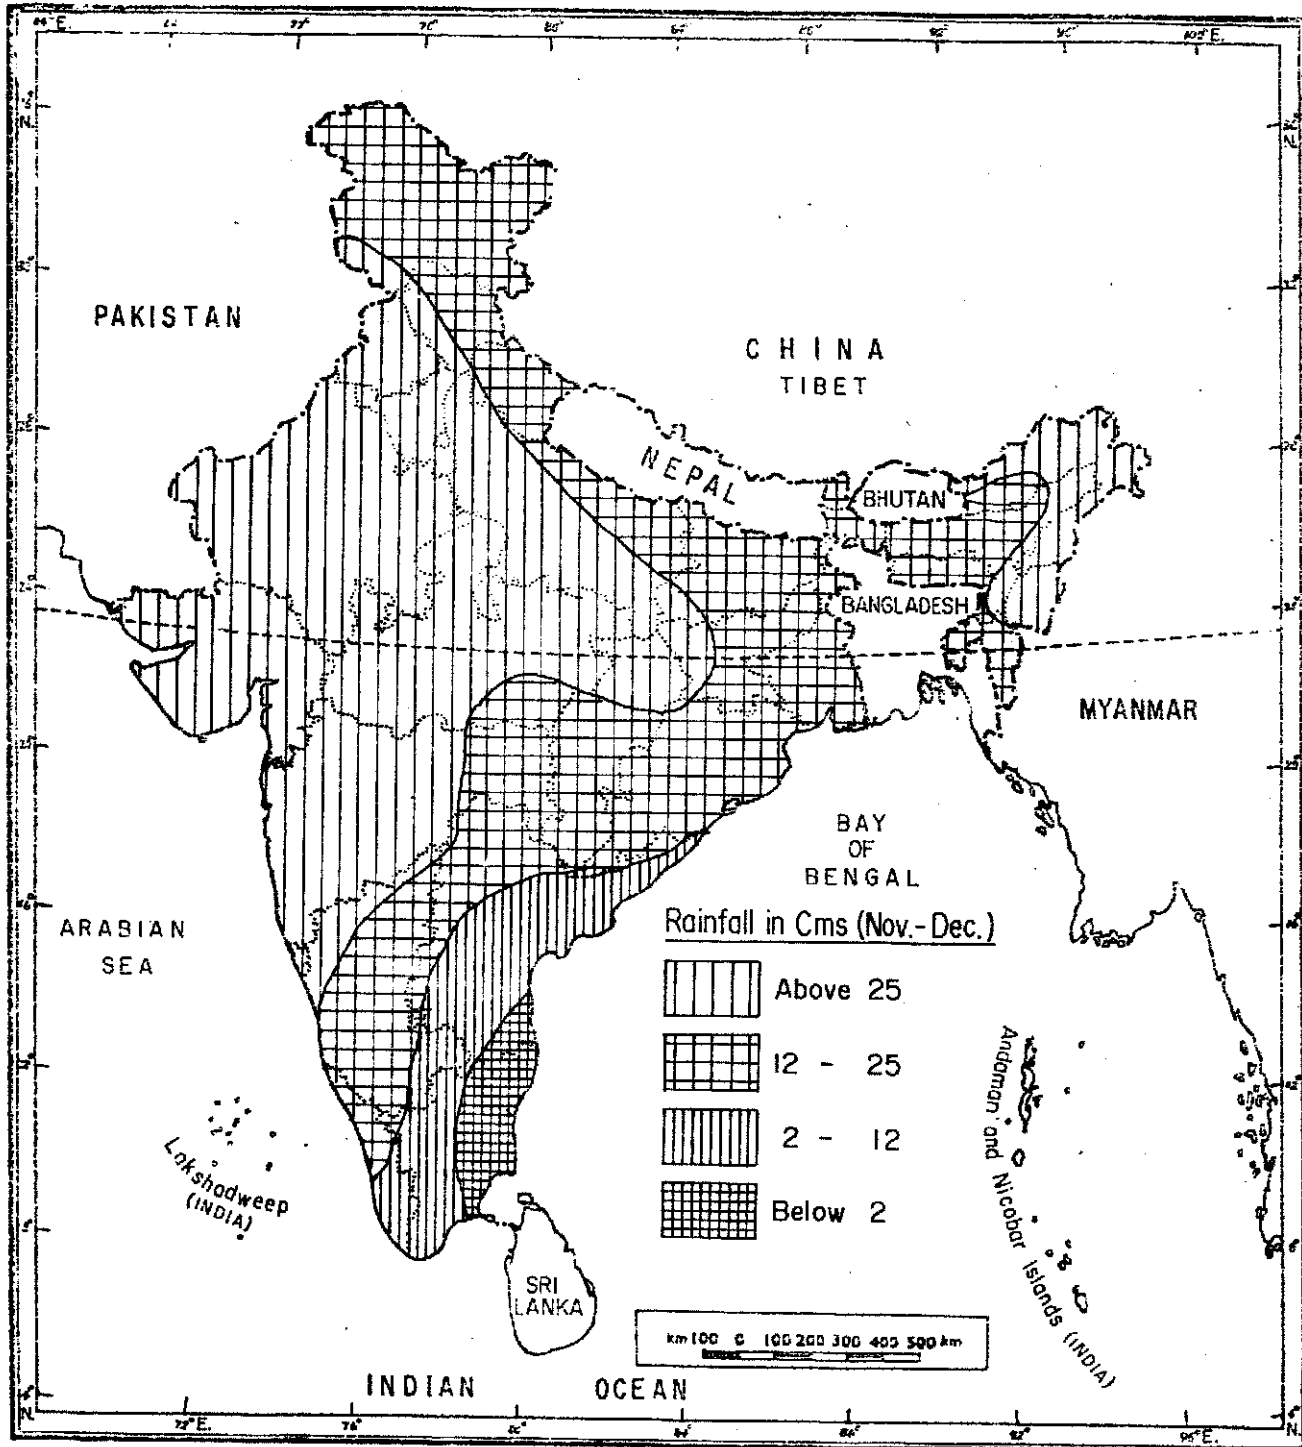 PAKISTAN
CHINA
TIBET
NEPAL
BHUTAN
BANGLADESH
MYANMAR
BAY
OF
BENGAL
ARABIAN
SEA
Rainfall in Cms (Nov.-Dec.)
Above 25
12 - 25
2 - 12
Below 2
Lakshadweep
(INDIA)
Andaman and Nicobar Islands (INDIA)
SRI
LANKA
km 100 0 100 200 300 400 500 km
INDIAN OCEAN